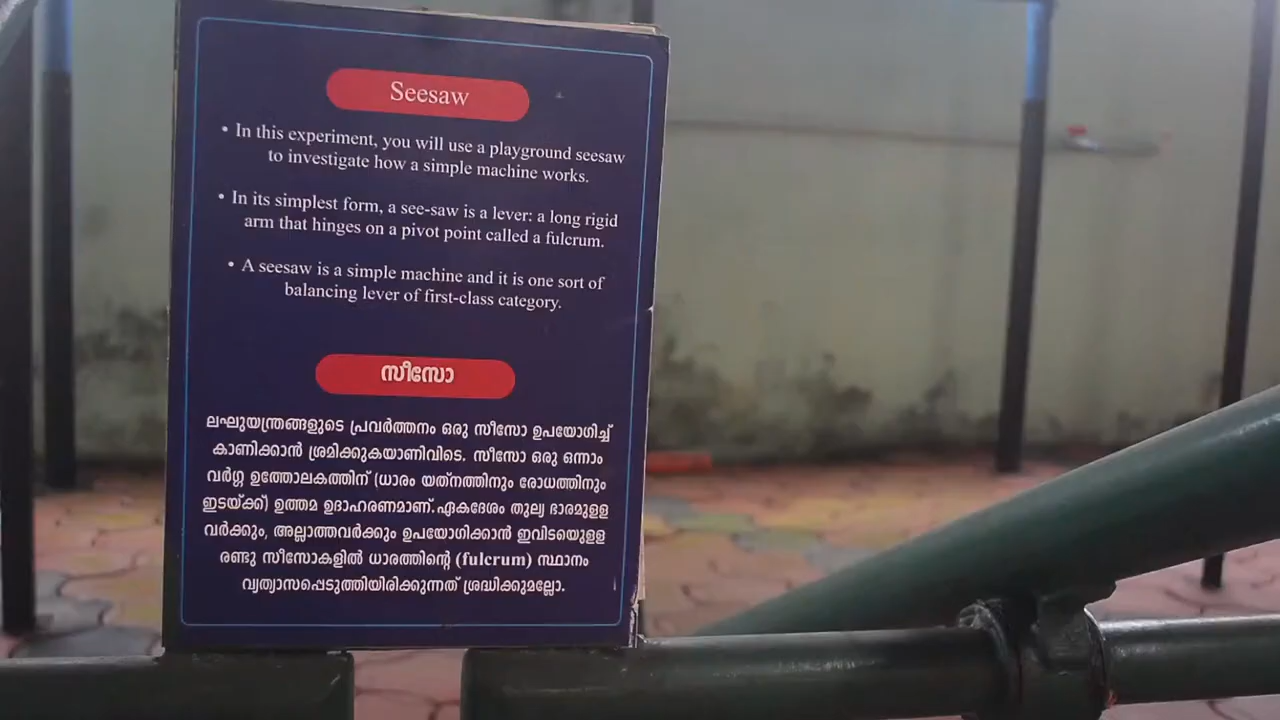 Seesaw
• In this experiment, you will use a playground seesaw
to investigate how a simple machine works.
• In its simplest form, a see-saw is a lever: a long rigid
arm that hinges on a pivot point called a fulcrum.
• A seesaw is a simple machine and it is one sort of
balancing lever of first-class category.
സീസോ
ലഘുയന്ത്രങ്ങളുടെ പ്രവർത്തനം ഒരു സീസോ ഉപയോഗിച്ച്
കാണിക്കാൻ ശ്രമിക്കുകയാണിവിടെ. സീസോ ഒരു ഒന്നാം
വർഗ്ഗ ഉത്തോലകത്തിന് (ധാരം യത്നത്തിനും രോധത്തിനും
ഇടയ്ക്ക്) ഉത്തമ ഉദാഹരണമാണ്. ഏകദേശം തുല്യ ഭാരമുളള
വർക്കും, അല്ലാത്തവർക്കും ഉപയോഗിക്കാൻ ഇവിടെയുളള
രണ്ടു സീസോകളിൽ ധാരത്തിന്റെ (fulcrum) സ്ഥാനം
വ്യത്യാസപ്പെടുത്തിയിരിക്കുന്നത് ശ്രദ്ധിക്കുമല്ലോ.